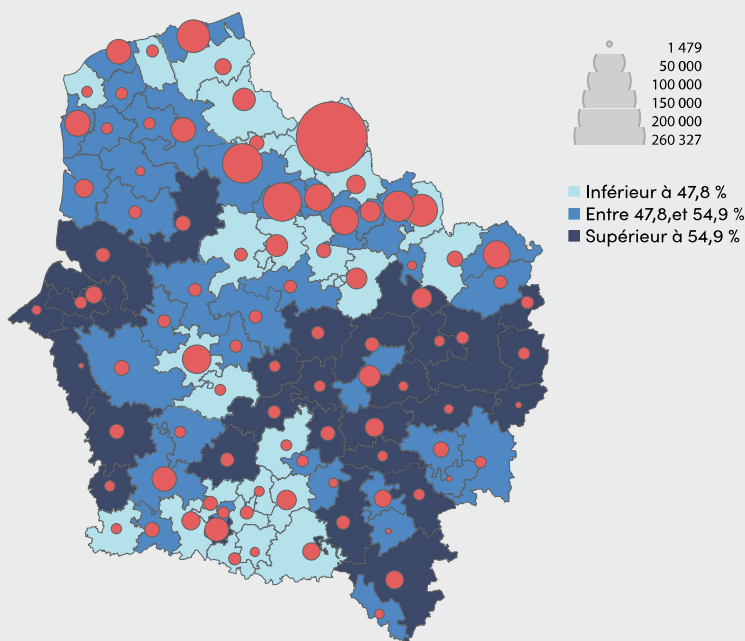 1 479
50 000
100 000
150 000
200 000
260 327
Inférieur à 47,8 %
Entre 47,8,et 54,9 %
Supérieur à 54,9 %